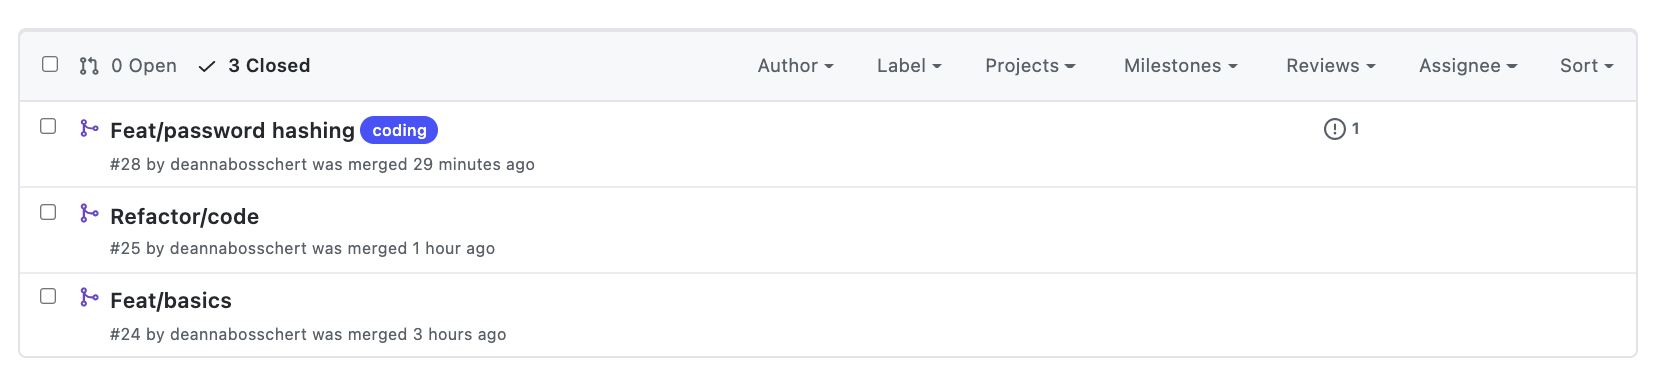 0 Open 3 Closed Author Label Projects Milestones Reviews Assignee Sort
Feat/password hashing coding 1
#28 by deannabosschert was merged 29 minutes ago
Refactor/code
#25 by deannabosschert was merged 1 hour ago
Feat/basics
#24 by deannabosschert was merged 3 hours ago